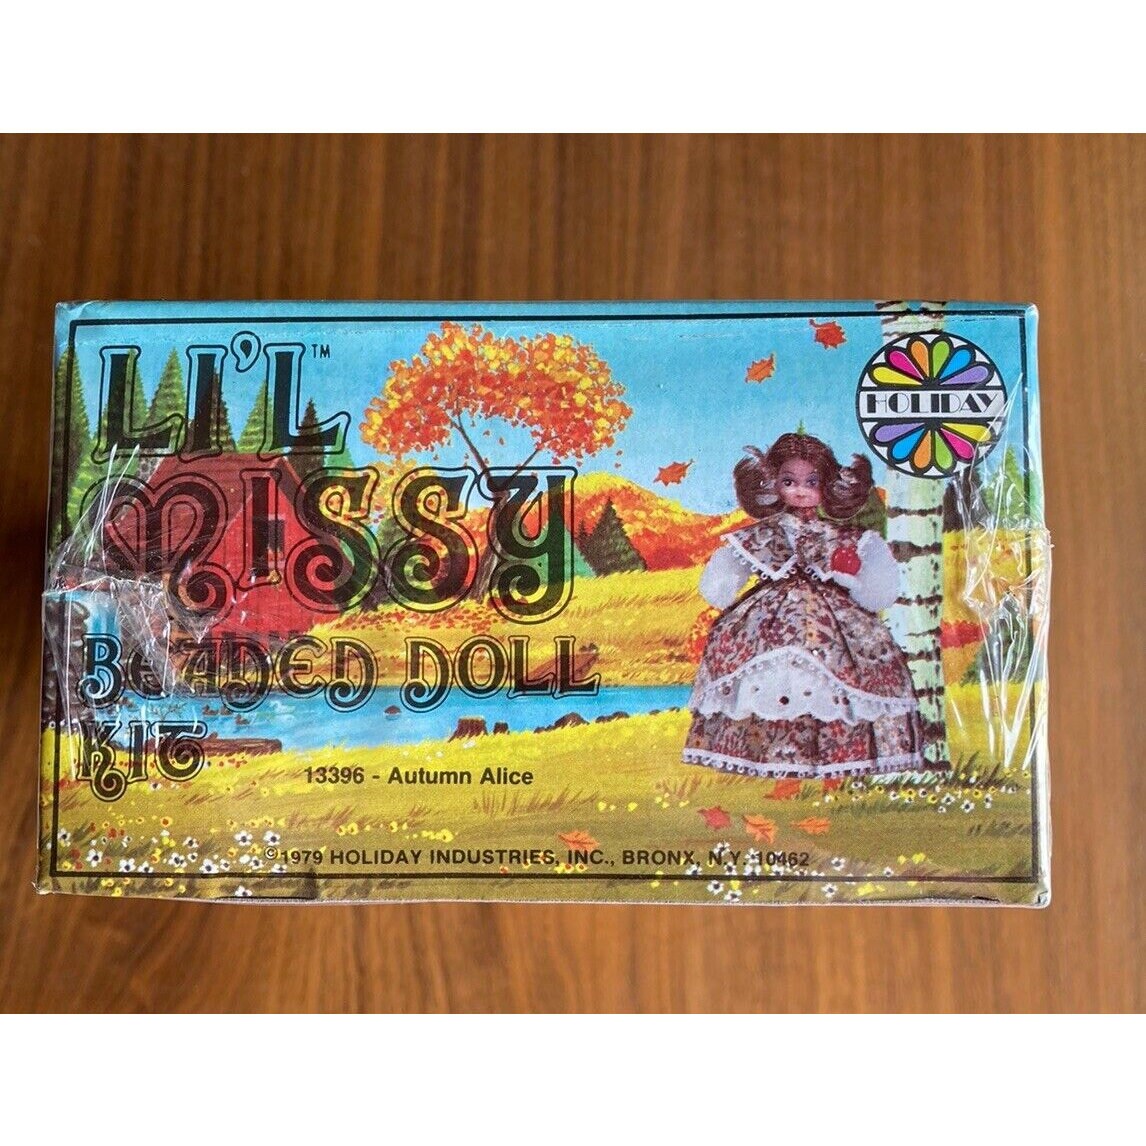 LI'L™
MISSY
BEADED DOLL
KIT
13396 - Autumn Alice
©1979 HOLIDAY INDUSTRIES, INC., BRONX, N.Y. 10462
HOLIDAY